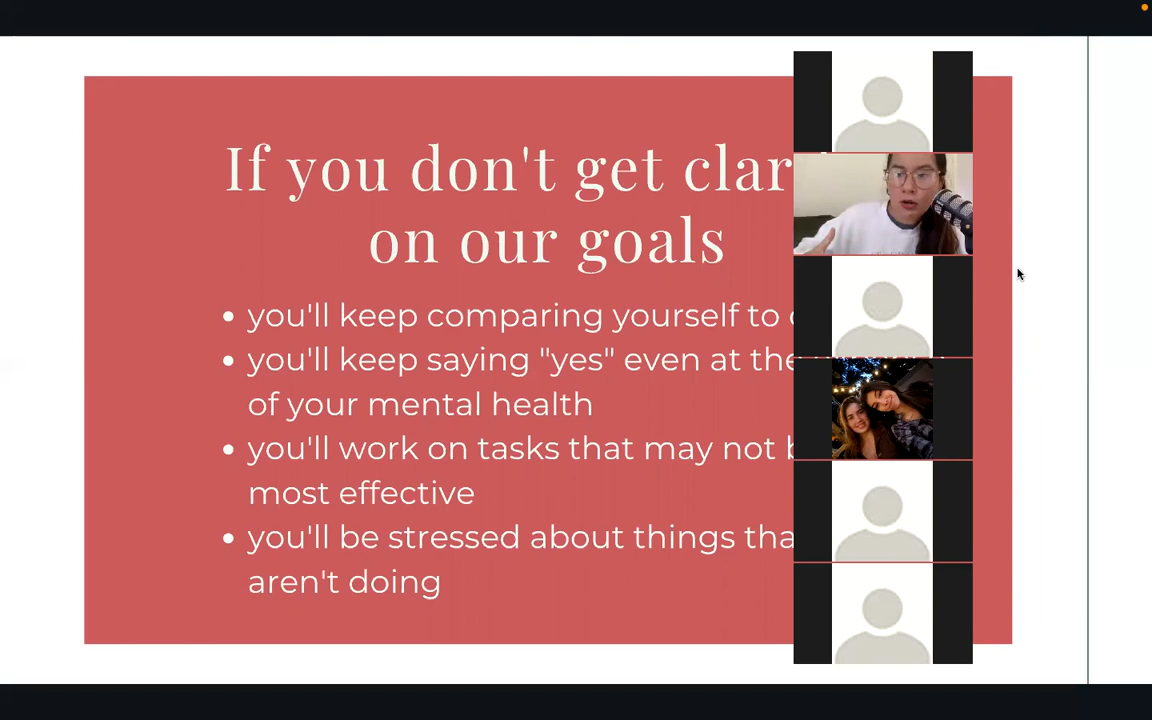 If you don't get
on our goals
• you'll keep comparing yourself to
• you'll keep saying "yes" even at the
of your mental health
• you'll work on tasks that may not
most effective
• you'll be stressed about things
aren't doing